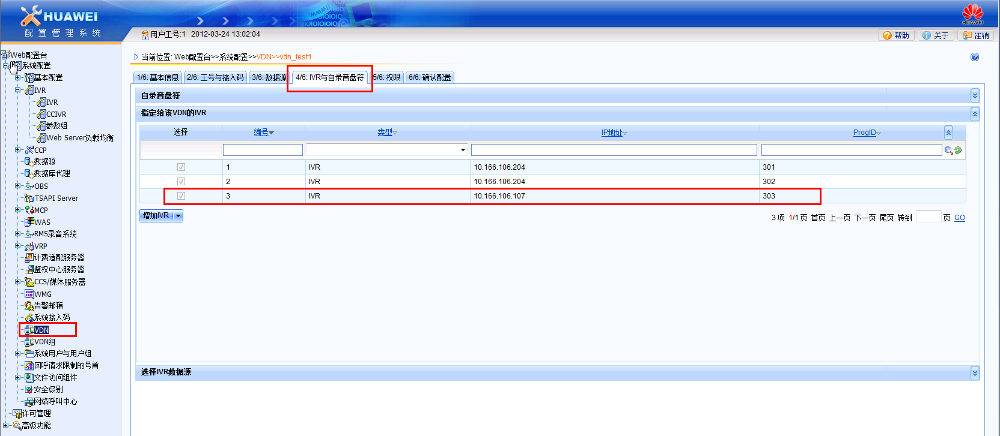 HUAWEI
配置管理系统
HUAWEI
用户工号:1 2012-03-24 13:02:04
帮助 关于 注销
Web配置台
系统配置
基本配置
IVR
IVR
CCIVR
参数组
Web Server负载均衡
CCP
数据源
数据库代理
OBS
TSAPI Server
MCP
WAS
RMS录音系统
VRP
计费适配服务器
鉴权中心服务器
CCS/媒体服务器
WMG
告警邮箱
系统接入码
VDN
VDN组
系统用户与用户组
回呼请求限制的号首
文件访问组件
安全级别
网络呼叫中心
许可管理
高级功能
当前位置: Web配置台>>系统配置>>VDN>>vdn_test1
1/6: 基本信息 2/6: 工号与接入码 3/6: 数据源 4/6: IVR与自录音盘符 5/6: 权限 6/6: 确认配置
自录音盘符
指定给该VDN的IVR
选择 编号 类型 IP地址 ProgID
1 IVR 10.166.106.204 301
2 IVR 10.166.106.204 302
3 IVR 10.166.106.107 303
增加IVR
3 项 1/1 页 首页 上一页 下一页 尾页 转到 页 GO
选择IVR数据源